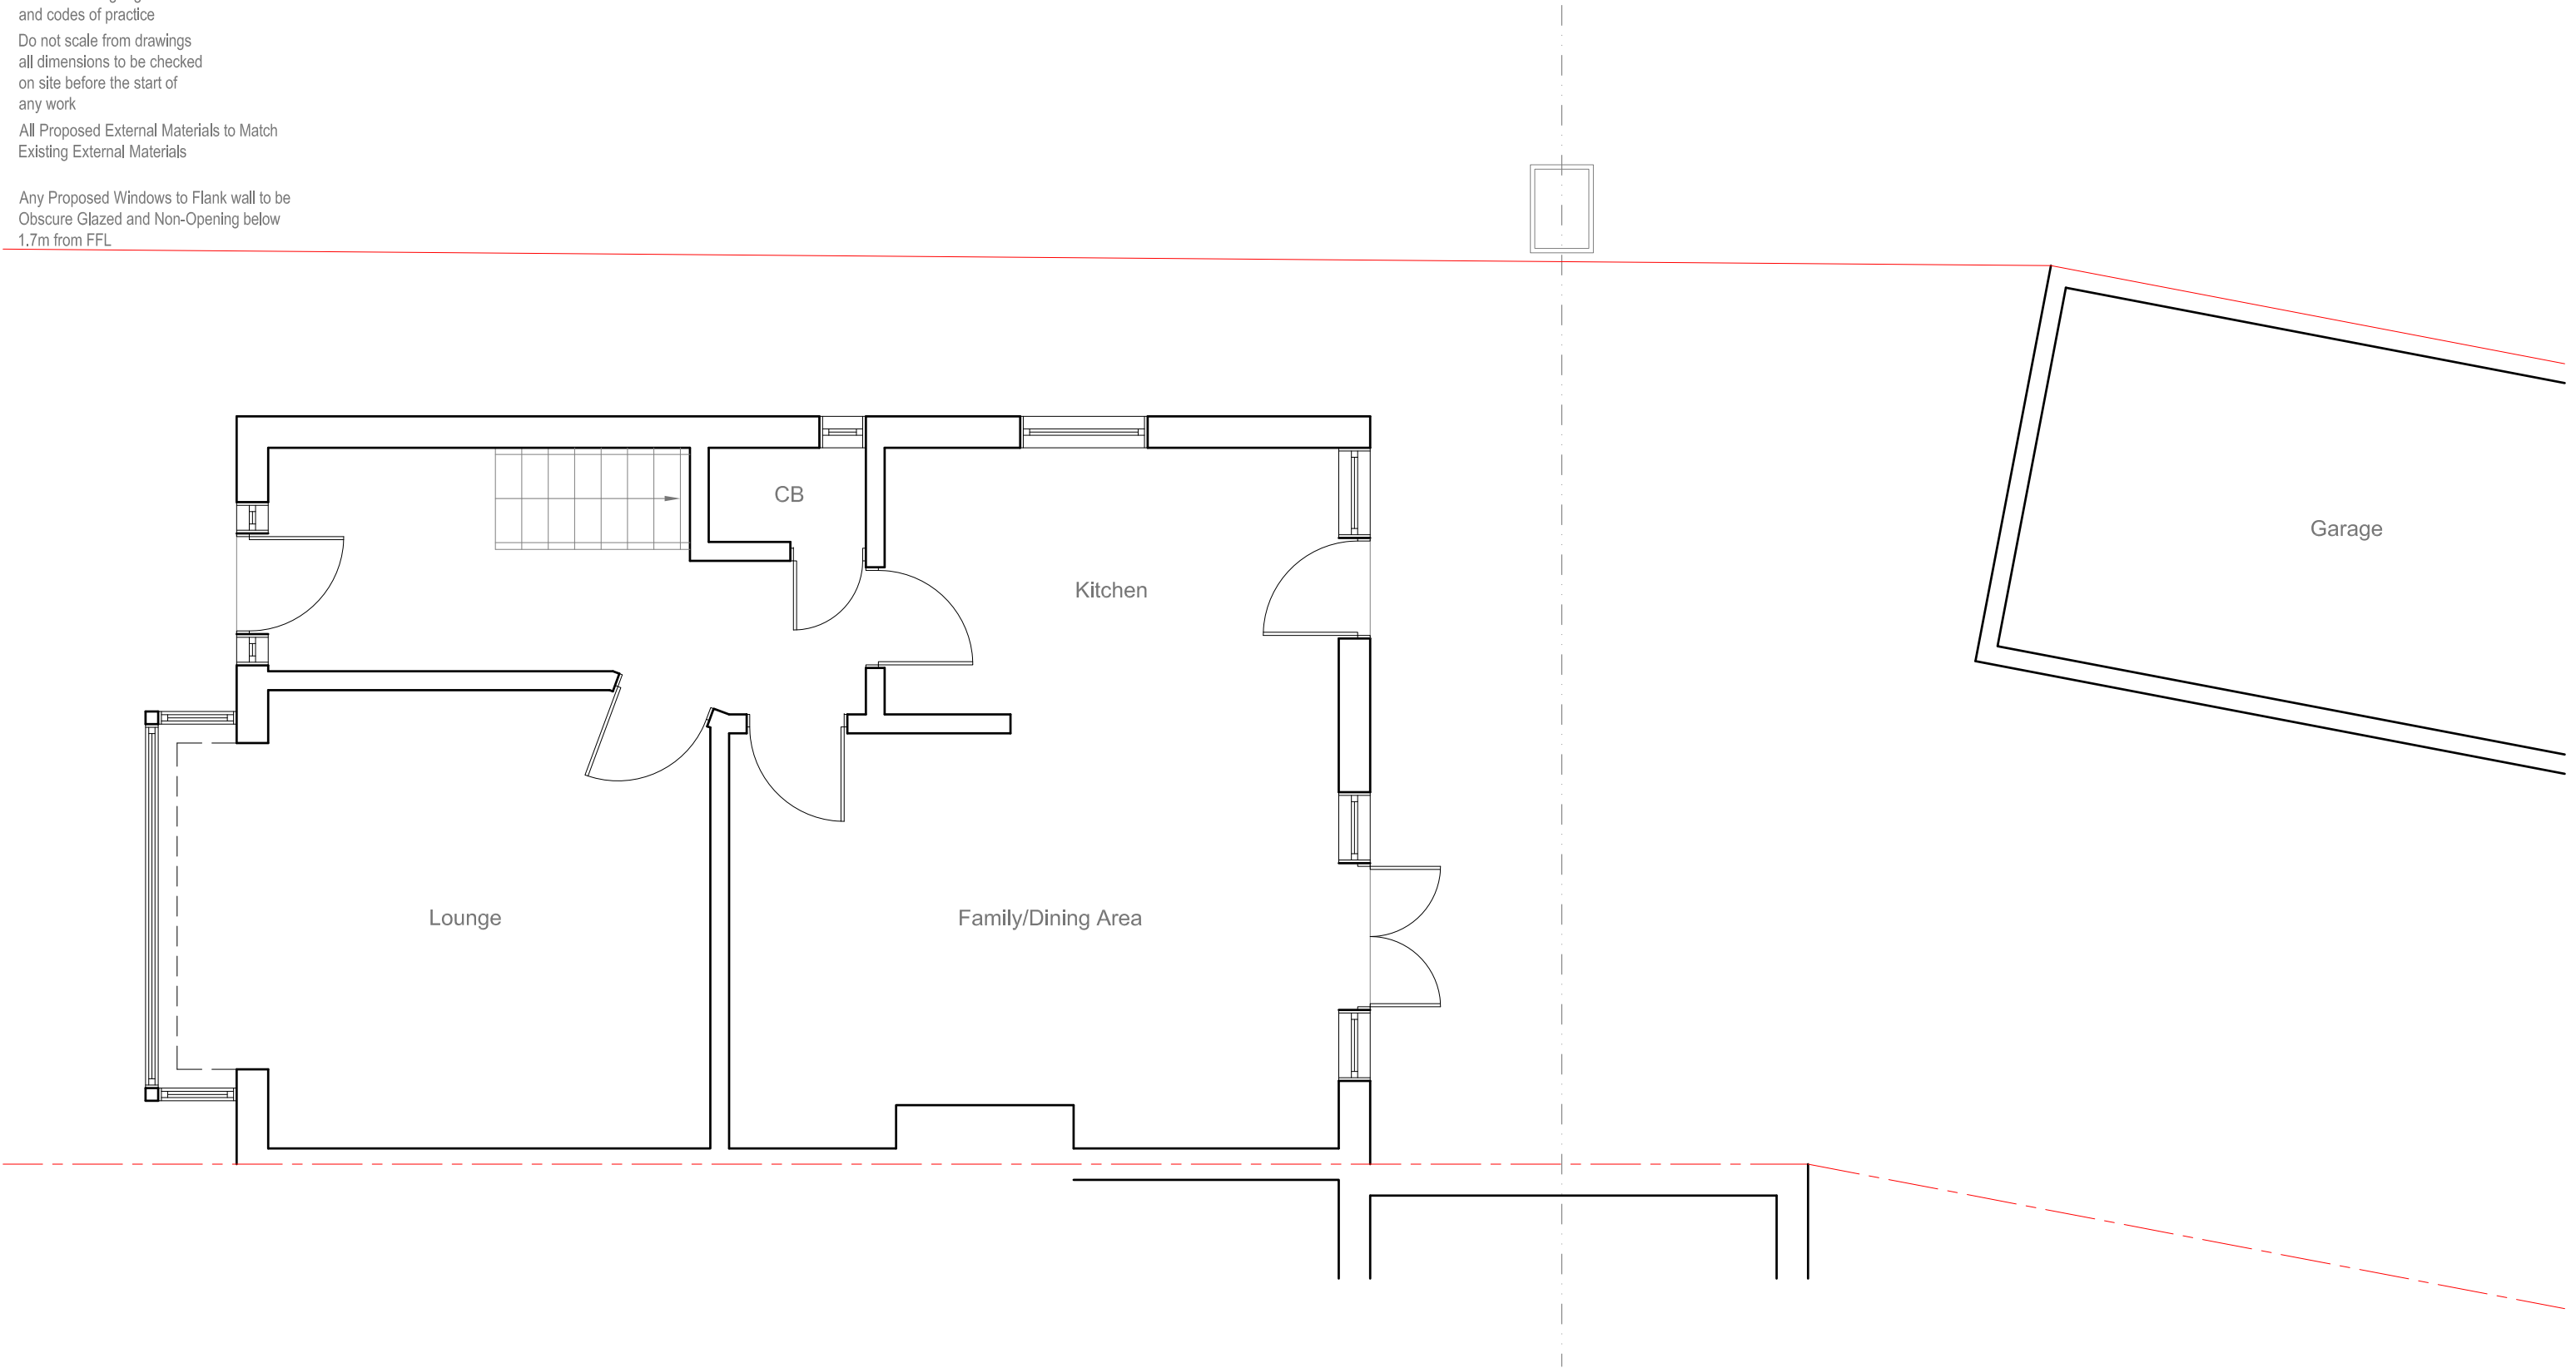 and codes of practice
Do not scale from drawings
all dimensions to be checked
on site before the start of
any work
All Proposed External Materials to Match
Existing External Materials
Any Proposed Windows to Flank wall to be
Obscure Glazed and Non-Opening below
1.7m from FFL
CB
Garage
Kitchen
Lounge
Family/Dining Area